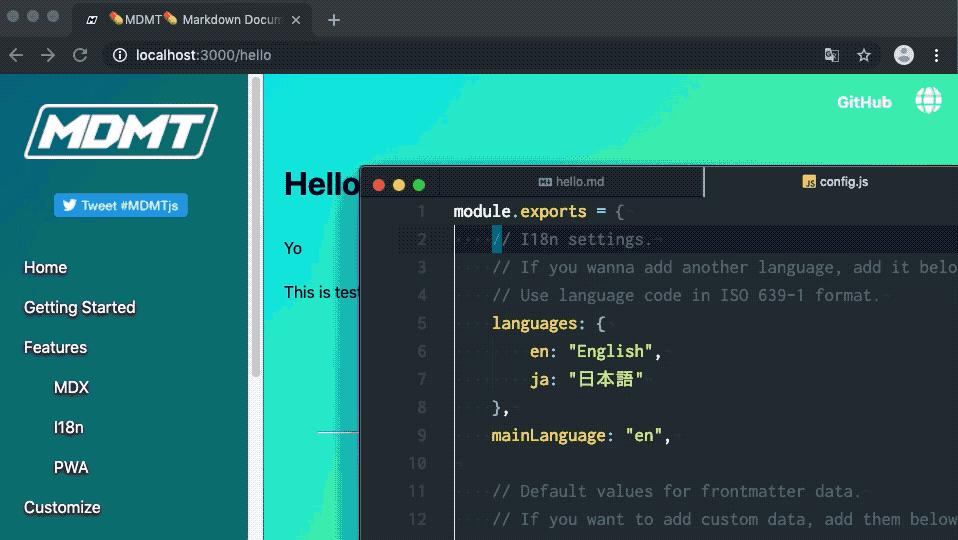 💊MDMT💊 Markdown Docum
localhost:3000/hello
MDMT
Tweet #MDMTjs
Home
Getting Started
Features
MDX
I18n
PWA
Customize
GitHub
Hello
Yo
This is test
hello.md
JS config.js
1 module.exports = {
2 // I18n settings.
3 // If you wanna add another language, add it belo
4 // Use language code in ISO 639-1 format.
5 languages: {
6 en: "English",
7 ja: "日本語"
8 },
9 mainLanguage: "en",
10
11 // Default values for frontmatter data.
12 // If you want to add custom data, add them below